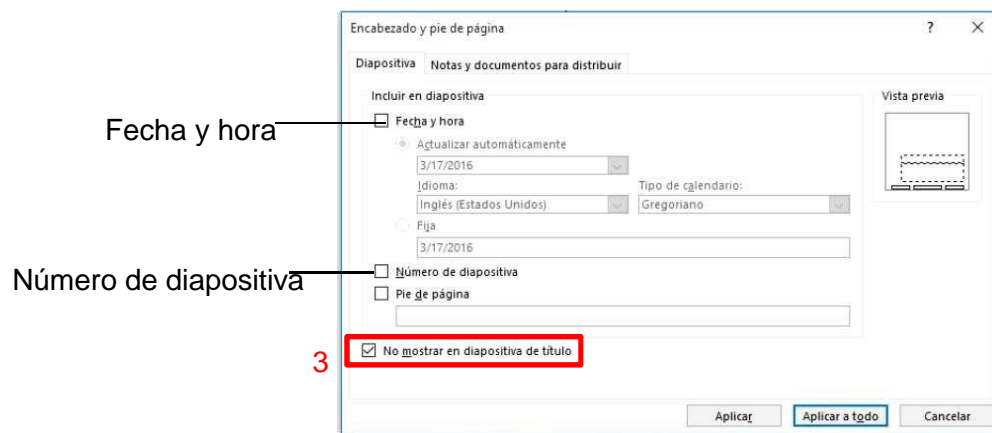 Encabezado y pie de página ? ×
Diapositiva Notas y documentos para distribuir
Incluir en diapositiva Vista previa
Fecha y hora Fecha y hora
Actualizar automáticamente
3/17/2016
Idioma: Tipo de calendario:
Inglés (Estados Unidos) Gregoriano
Fija
3/17/2016
Número de diapositiva Número de diapositiva
Pie de página
3 No mostrar en diapositiva de título
Aplicar Aplicar a todo Cancelar